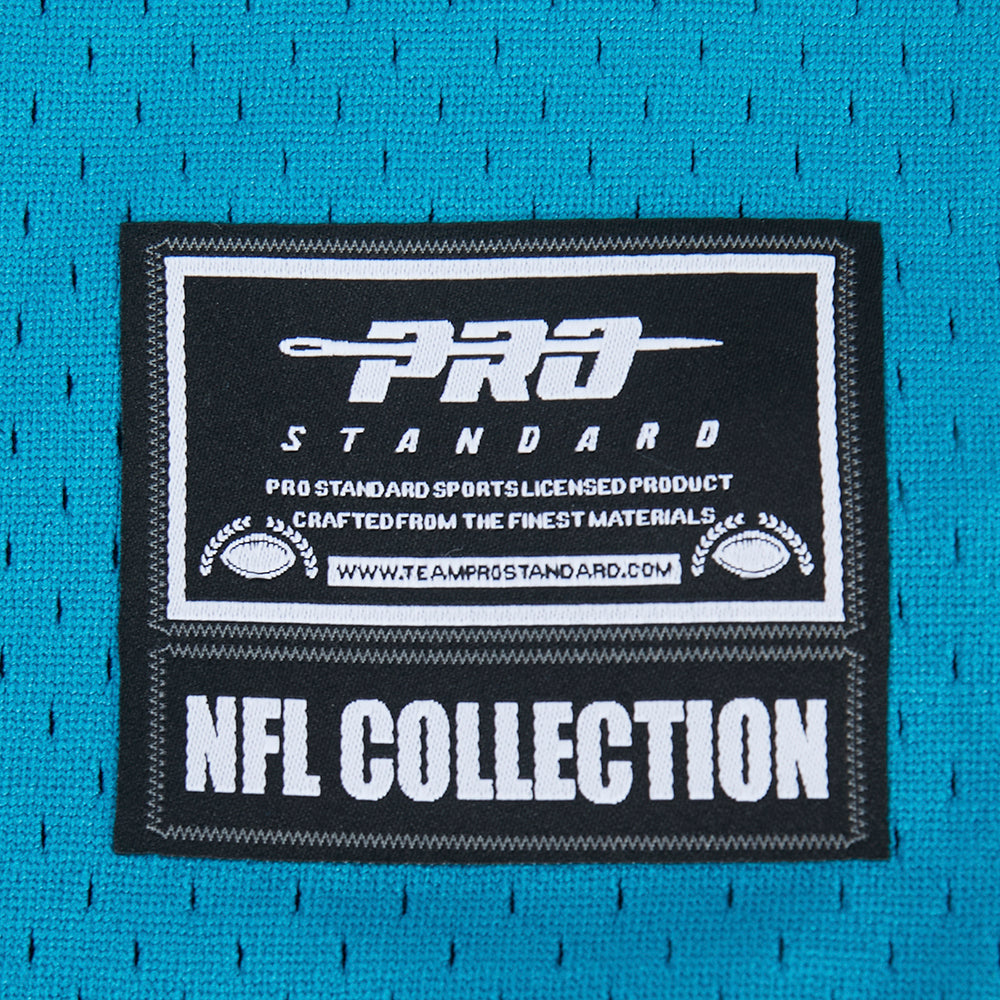 PRO
STANDARD
PRO STANDARD SPORTS LICENSED PRODUCT
CRAFTED FROM THE FINEST MATERIALS
WWW.TEAMPROSTANDARD.COM
NFL COLLECTION